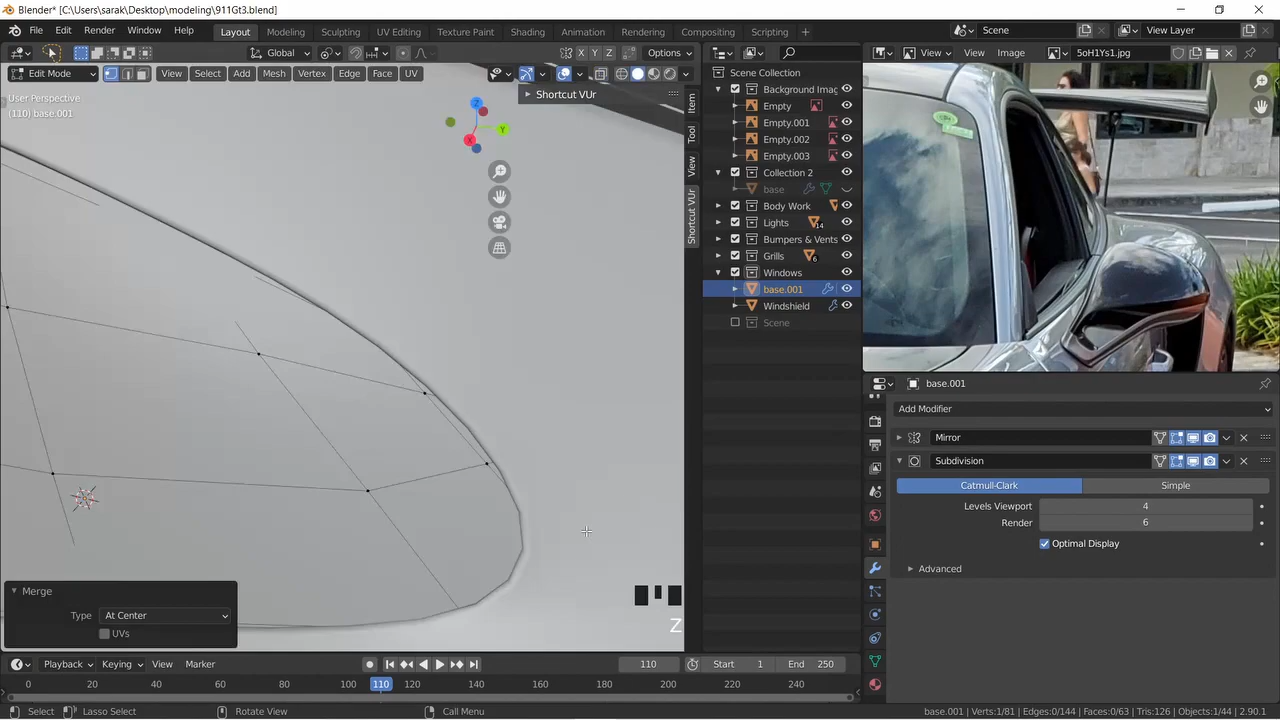 Blender* [C:\Users\sarak\Desktop\modeling\911Gt3.blend]
File Edit Render Window Help Layout Modeling Sculpting UV Editing Texture Paint Shading Animation Rendering Compositing Scripting + Scene View Layer
Global Options View View Image 5oH1Ys1.jpg
Edit Mode View Select Add Mesh Vertex Edge Face UV
X Y Z
User Perspective
(110) base.001
Shortcut VUr
Z
Y
X
Item
Tool
View
Shortcut VUr
Scene Collection
Background Imag
Empty
Empty.001
Empty.002
Empty.003
Collection 2
base
Body Work
Lights
14
Bumpers & Vents
Grills
6
Windows
base.001
Windshield
Scene
base.001
Add Modifier
Mirror
Subdivision
Catmull-Clark Simple
Levels Viewport 4
Render 6
Optimal Display
Advanced
Merge
Type At Center
UVs
Z
Playback Keying View Marker 110 Start 1 End 250
0 20 40 60 80 100 110 120 140 160 180 200 220 240
Select Lasso Select Rotate View Call Menu base.001 | Verts:1/81 | Edges:0/144 | Faces:0/63 | Tris:126 | Objects:1/44 | 2.90.1